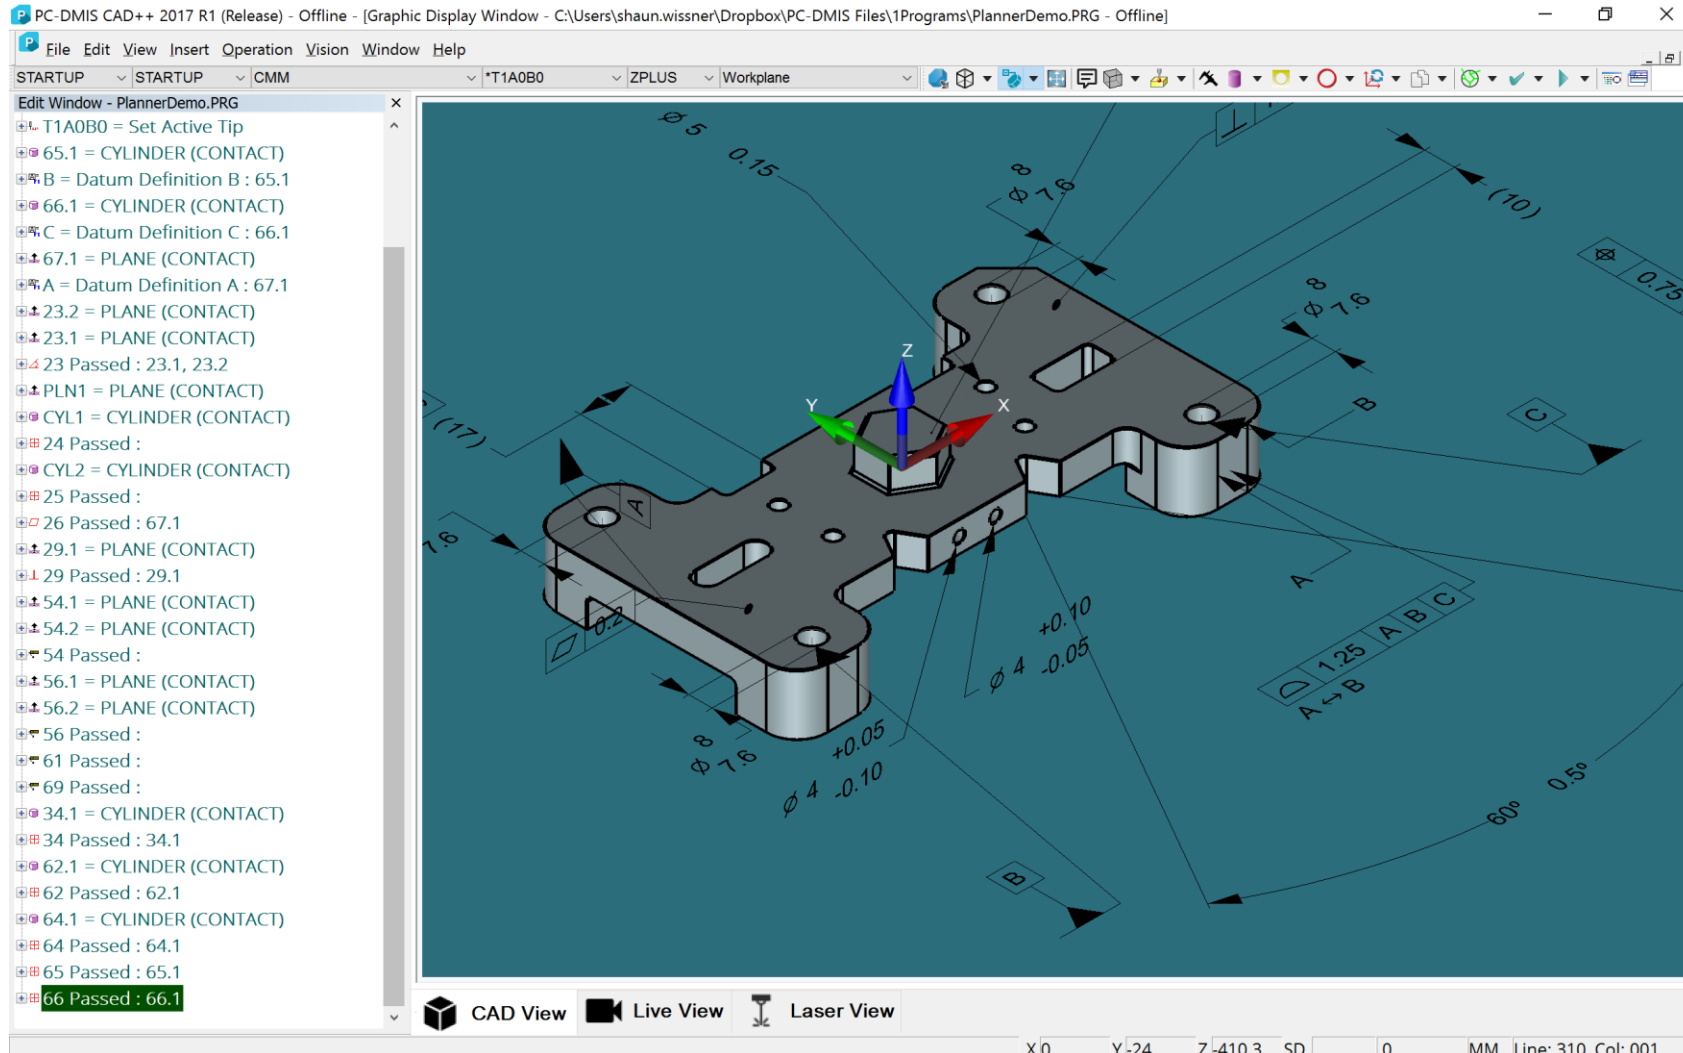 PC-DMIS CAD++ 2017 R1 (Release) - Offline - [Graphic Display Window - C:\Users\shaun.wissner\Dropbox\PC-DMIS Files\1Programs\PlannerDemo.PRG - Offline]
File Edit View Insert Operation Vision Window Help
STARTUP STARTUP CMM *T1A0B0 ZPLUS Workplane
Edit Window - PlannerDemo.PRG
T1A0B0 = Set Active Tip
65.1 = CYLINDER (CONTACT)
B = Datum Definition B : 65.1
66.1 = CYLINDER (CONTACT)
C = Datum Definition C : 66.1
67.1 = PLANE (CONTACT)
A = Datum Definition A : 67.1
23.2 = PLANE (CONTACT)
23.1 = PLANE (CONTACT)
23 Passed : 23.1, 23.2
PLN1 = PLANE (CONTACT)
CYL1 = CYLINDER (CONTACT)
24 Passed :
CYL2 = CYLINDER (CONTACT)
25 Passed :
26 Passed : 67.1
29.1 = PLANE (CONTACT)
29 Passed : 29.1
54.1 = PLANE (CONTACT)
54.2 = PLANE (CONTACT)
54 Passed :
56.1 = PLANE (CONTACT)
56.2 = PLANE (CONTACT)
56 Passed :
61 Passed :
69 Passed :
34.1 = CYLINDER (CONTACT)
34 Passed : 34.1
62.1 = CYLINDER (CONTACT)
62 Passed : 62.1
64.1 = CYLINDER (CONTACT)
64 Passed : 64.1
65 Passed : 65.1
66 Passed : 66.1
⌀ 5
0.15
8
⌀ 7.6
(10)
0.75
8
⌀ 7.6
B
C
Z
Y
X
(17)
A
7.6
0.2
A
+0.10
⌀ 4 -0.05
1.25 A B C
A ↔ B
8
⌀ 7.6
+0.05
⌀ 4 -0.10
0.5°
60°
B
CAD View Live View Laser View
X 0 Y -24 Z -410.3 SD 0 MM Line: 310, Col: 001